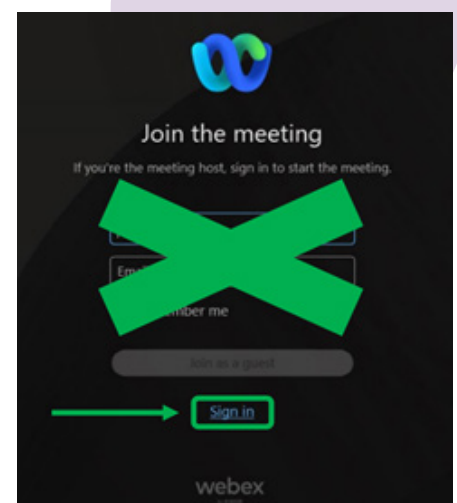 Join the meeting
If you're the meeting host, sign in to start the meeting.
Join as a guest
Sign in
webex